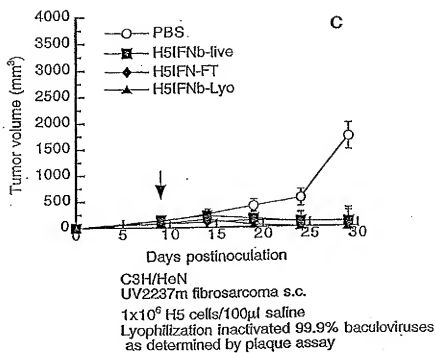 C
4000
3500
3000
2500
2000
1500
1000
500
0
Tumor volume (mm³)
PBS
H5IFNb-live
H5IFN-FT
H5IFNb-Lyo
0 5 10 15 20 25 30
Days postinoculation
C3H/HeN
UV2237m fibrosarcoma s.c.
1x10⁶ H5 cells/100µl saline
Lyophilization inactivated 99.9% baculoviruses
as determined by plaque assay